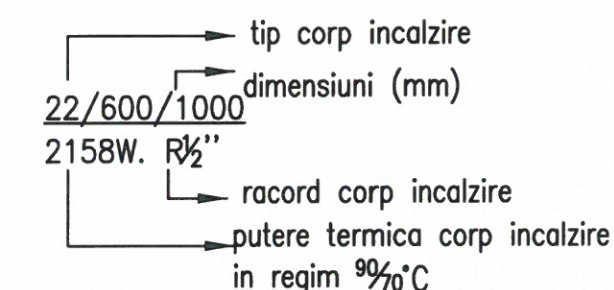 tip corp incalzire
dimensiuni (mm)
22/600/1000
2158W. R½"
racord corp incalzire
putere termica corp incalzire
in regim 90/70°C